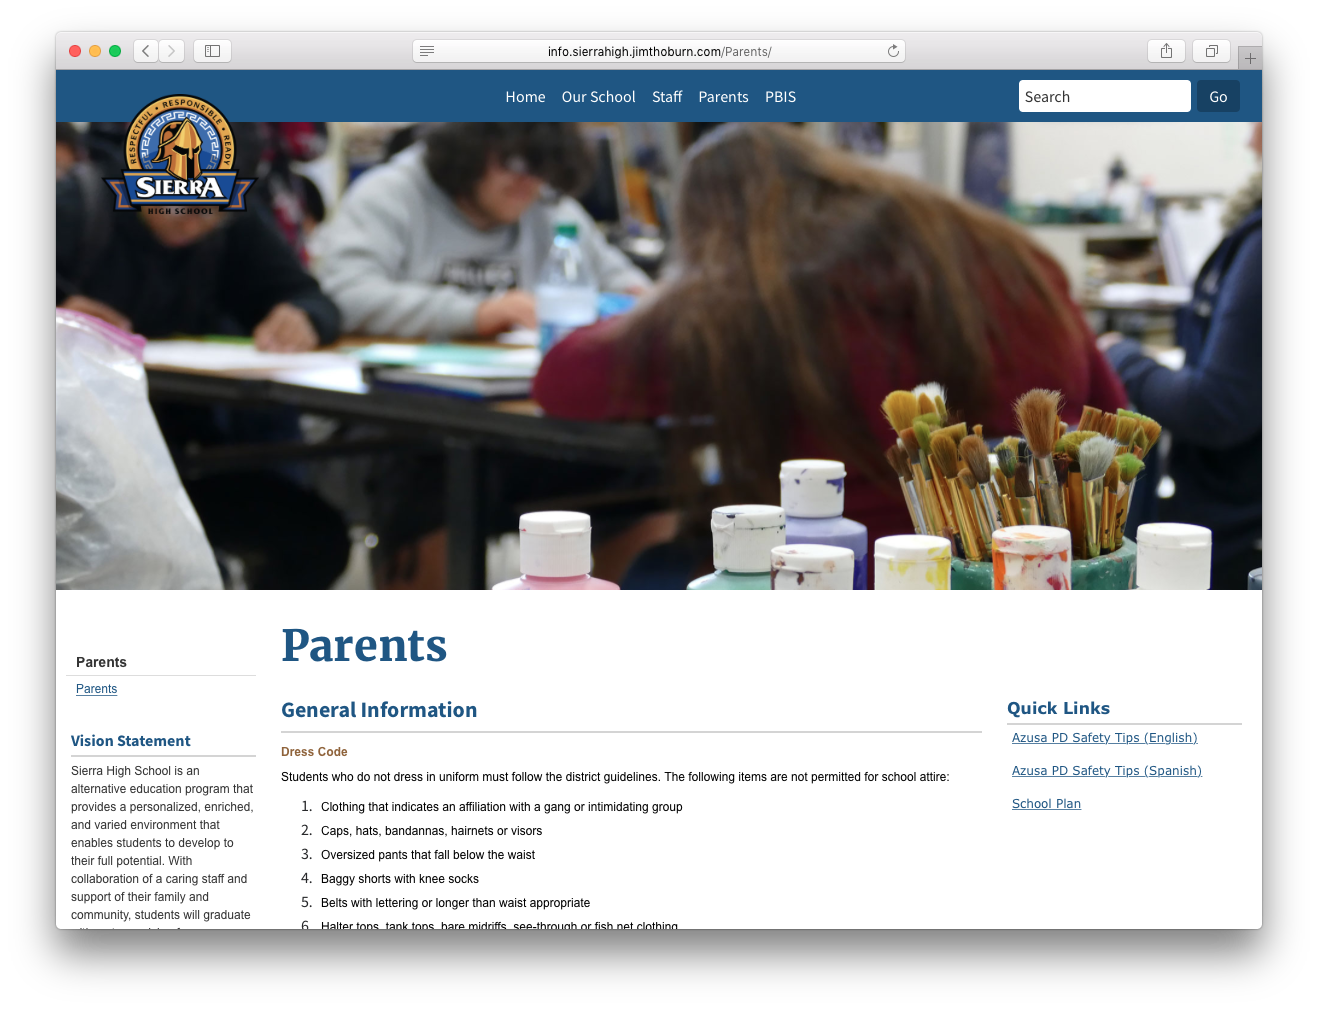 info.sierrahigh.jimthoburn.com/Parents/
Home Our School Staff Parents PBIS
Search Go
RESPECTFUL • RESPONSIBLE • READY
SIERRA
HIGH SCHOOL
Parents
Parents
Vision Statement
Sierra High School is an
alternative education program that
provides a personalized, enriched,
and varied environment that
enables students to develop to
their full potential. With
collaboration of a caring staff and
support of their family and
community, students will graduate
Parents
General Information
Dress Code
Students who do not dress in uniform must follow the district guidelines. The following items are not permitted for school attire:
1. Clothing that indicates an affiliation with a gang or intimidating group
2. Caps, hats, bandannas, hairnets or visors
3. Oversized pants that fall below the waist
4. Baggy shorts with knee socks
5. Belts with lettering or longer than waist appropriate
6. Halter tops, tank tops, bare midriffs, see-through or fish net clothing
Quick Links
Azusa PD Safety Tips (English)
Azusa PD Safety Tips (Spanish)
School Plan